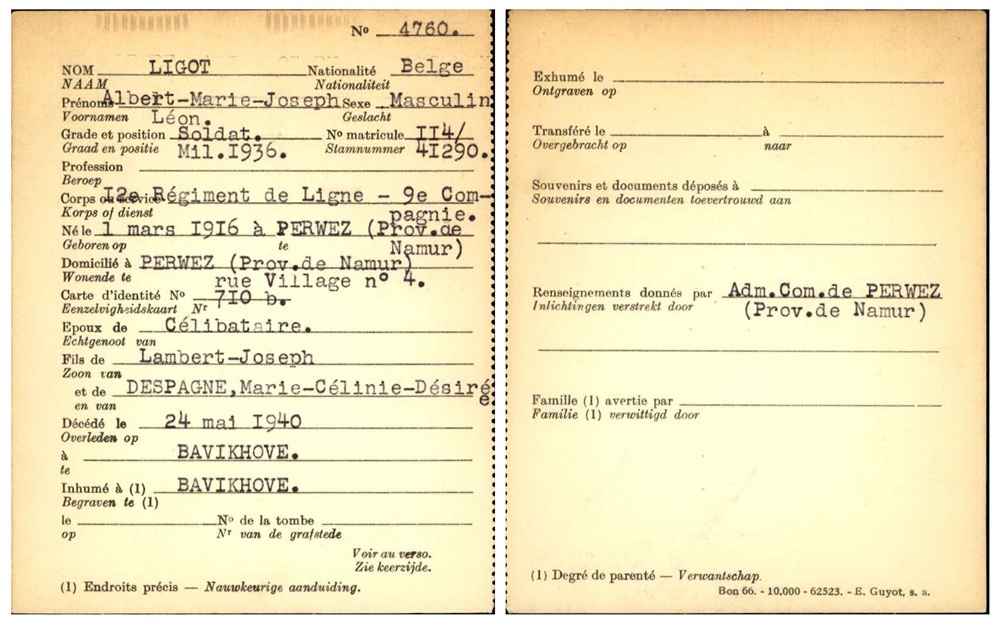 Nº 4760.
NOM LIGOT Nationalité Belge
NAAM Nationaliteit
Prénoms Albert-Marie-Joseph Sexe Masculin
Voornamen Léon. Geslacht
Grade et position Soldat. Nº matricule II4/
Graad en positie Mil.I936. Stamnummer 4I290.
Profession
Beroep
Corps ou service I2e Régiment de Ligne - 9e Com-
Korps of dienst pagnie.
Né le 1 mars I9I6 à PERWEZ (Prov.de
Geboren op te Namur)
Domicilié à PERWEZ (Prov.de Namur)
Wonende te rue Village n° 4.
Carte d'identité Nº 7I0 b.
Eenzelvigheidskaart Nr
Epoux de Célibataire.
Echtgenoot van
Fils de Lambert-Joseph
Zoon van
et de DESPAGNE,Marie-Célinie-Désiré
en van e
Décédé le 24 mai I940
Overleden op
à BAVIKHOVE.
te
Inhumé à (1) BAVIKHOVE.
Begraven te (1)
le Nº de la tombe
op Nr van de grafstede
Voir au verso.
Zie keerzijde.
(1) Endroits précis — Nauwkeurige aanduiding.
Exhumé le
Ontgraven op
Transféré le à
Overgebracht op naar
Souvenirs et documents déposés à
Souvenirs en documenten toevertrouwd aan
Renseignements donnés par Adm.Com.de PERWEZ
Inlichtingen verstrekt door (Prov.de Namur)
Famille (1) avertie par
Familie (1) verwittigd door
(1) Degré de parenté — Verwantschap.
Bon 66. - 10.000 - 62523. - E. Guyot, s. a.